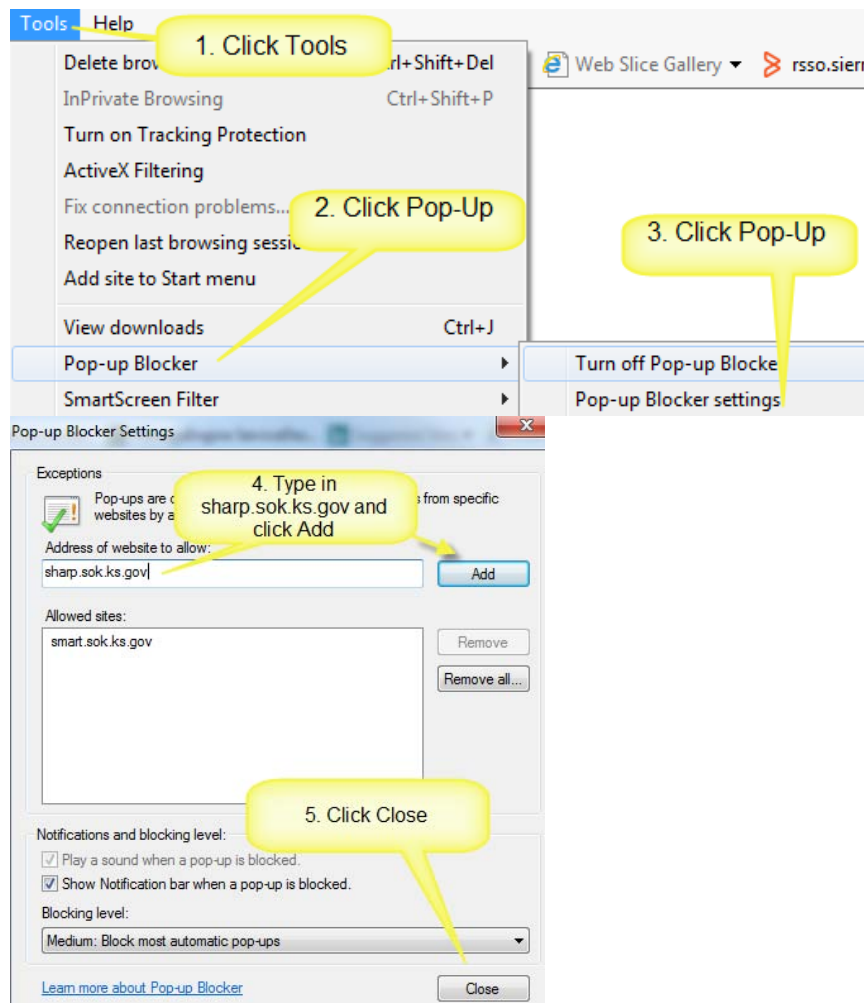 Tools Help
1. Click Tools
Delete brow rl+Shift+Del
Web Slice Gallery rsso.sierr
InPrivate Browsing Ctrl+Shift+P
Turn on Tracking Protection
ActiveX Filtering
Fix connection problems...
2. Click Pop-Up
3. Click Pop-Up
Reopen last browsing sessi
Add site to Start menu
View downloads Ctrl+J
Pop-up Blocker
Turn off Pop-up Blocke
SmartScreen Filter
Pop-up Blocker settings
Pop-up Blocker Settings
Exceptions
4. Type in
sharp.sok.ks.gov and
click Add
Pop-ups are c s from specific
websites by a
Address of website to allow:
sharp.sok.ks.gov Add
Allowed sites:
smart.sok.ks.gov Remove
Remove all...
5. Click Close
Notifications and blocking level:
Play a sound when a pop-up is blocked.
Show Notification bar when a pop-up is blocked.
Blocking level:
Medium: Block most automatic pop-ups
Learn more about Pop-up Blocker Close